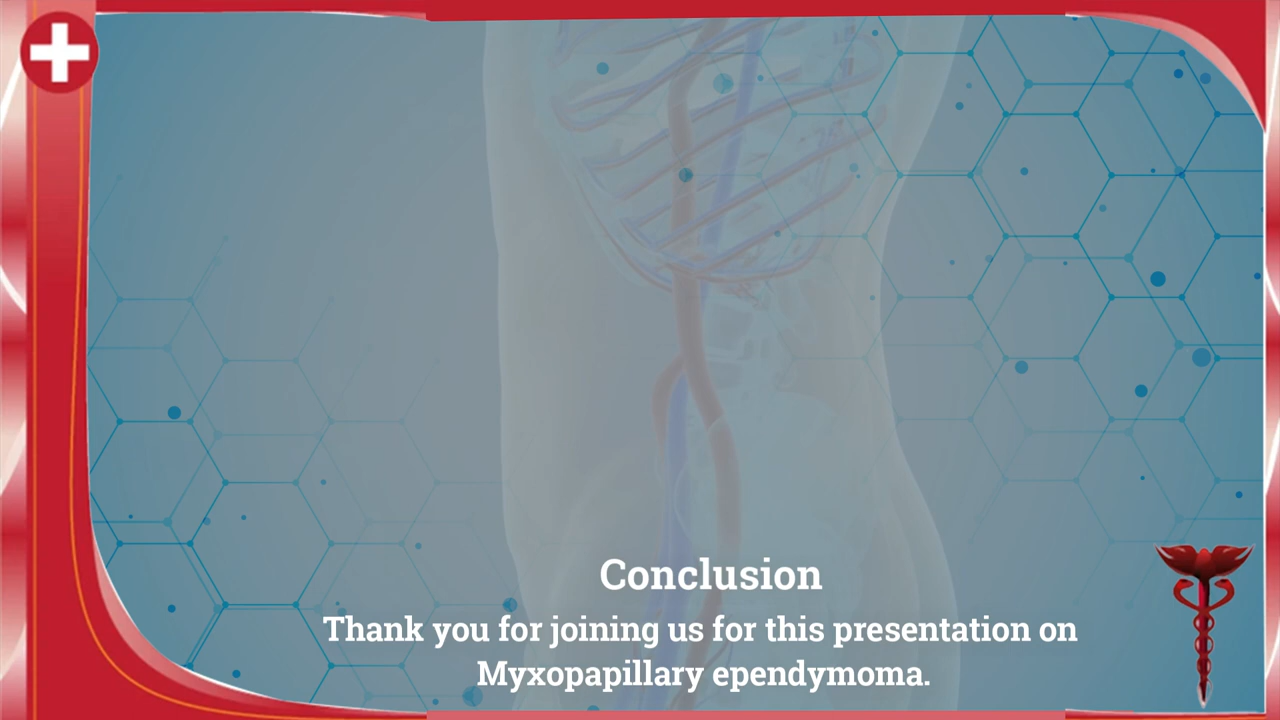 Conclusion
Thank you for joining us for this presentation on
Myxopapillary ependymoma.